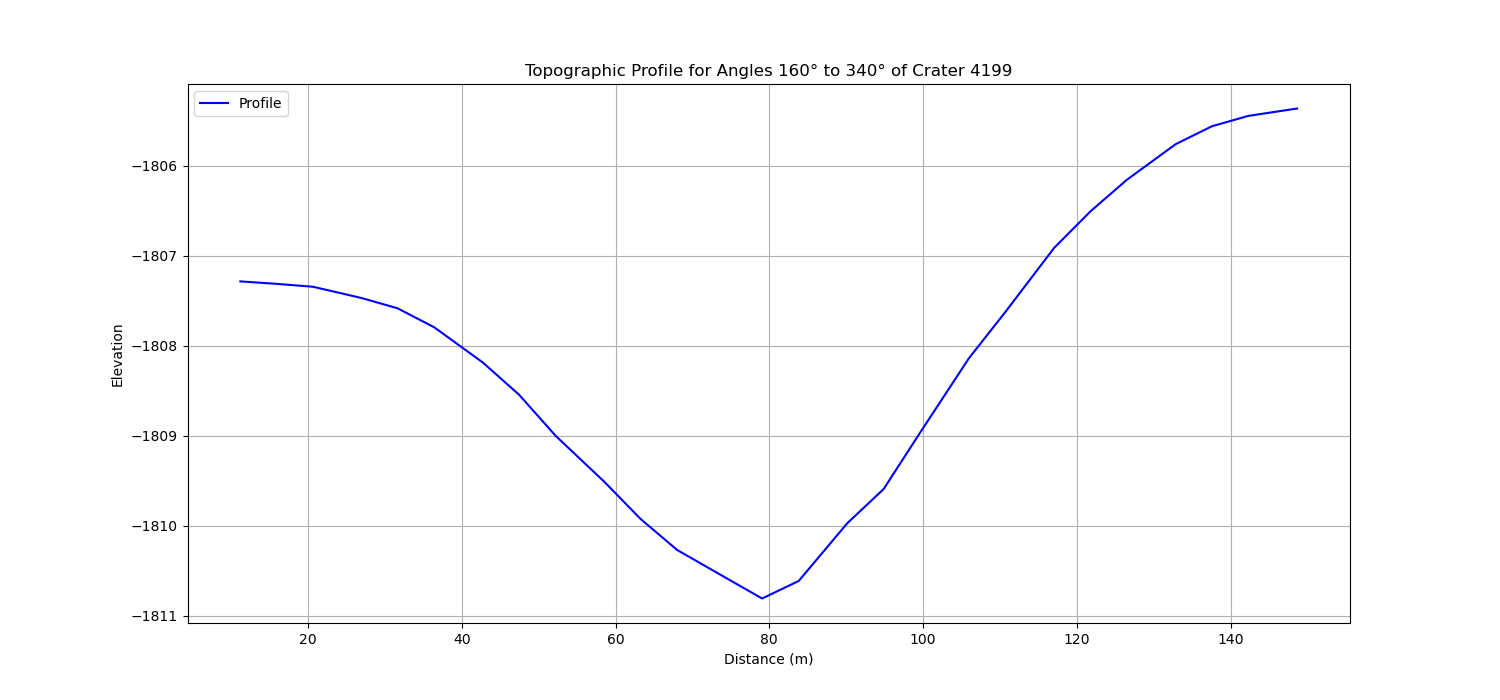 Topographic Profile for Angles 160° to 340° of Crater 4199
Profile
−1806
−1807
−1808
−1809
−1810
−1811
Elevation
20 40 60 80 100 120 140
Distance (m)